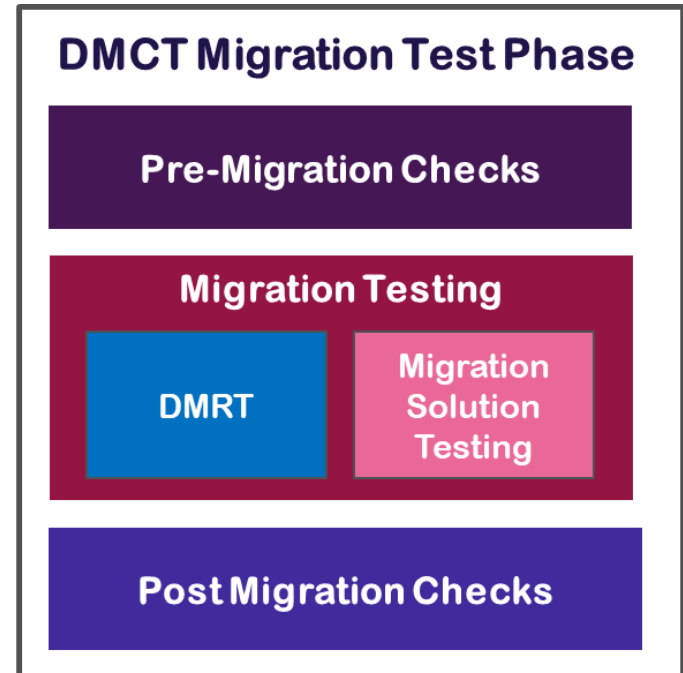 DMCT Migration Test Phase
Pre-Migration Checks
Migration Testing
DMRT
Migration
Solution
Testing
Post Migration Checks